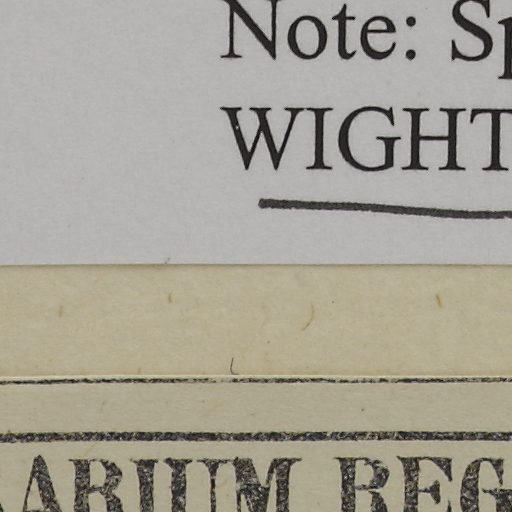 Note: Sp
WIGHT
ARIUM REG